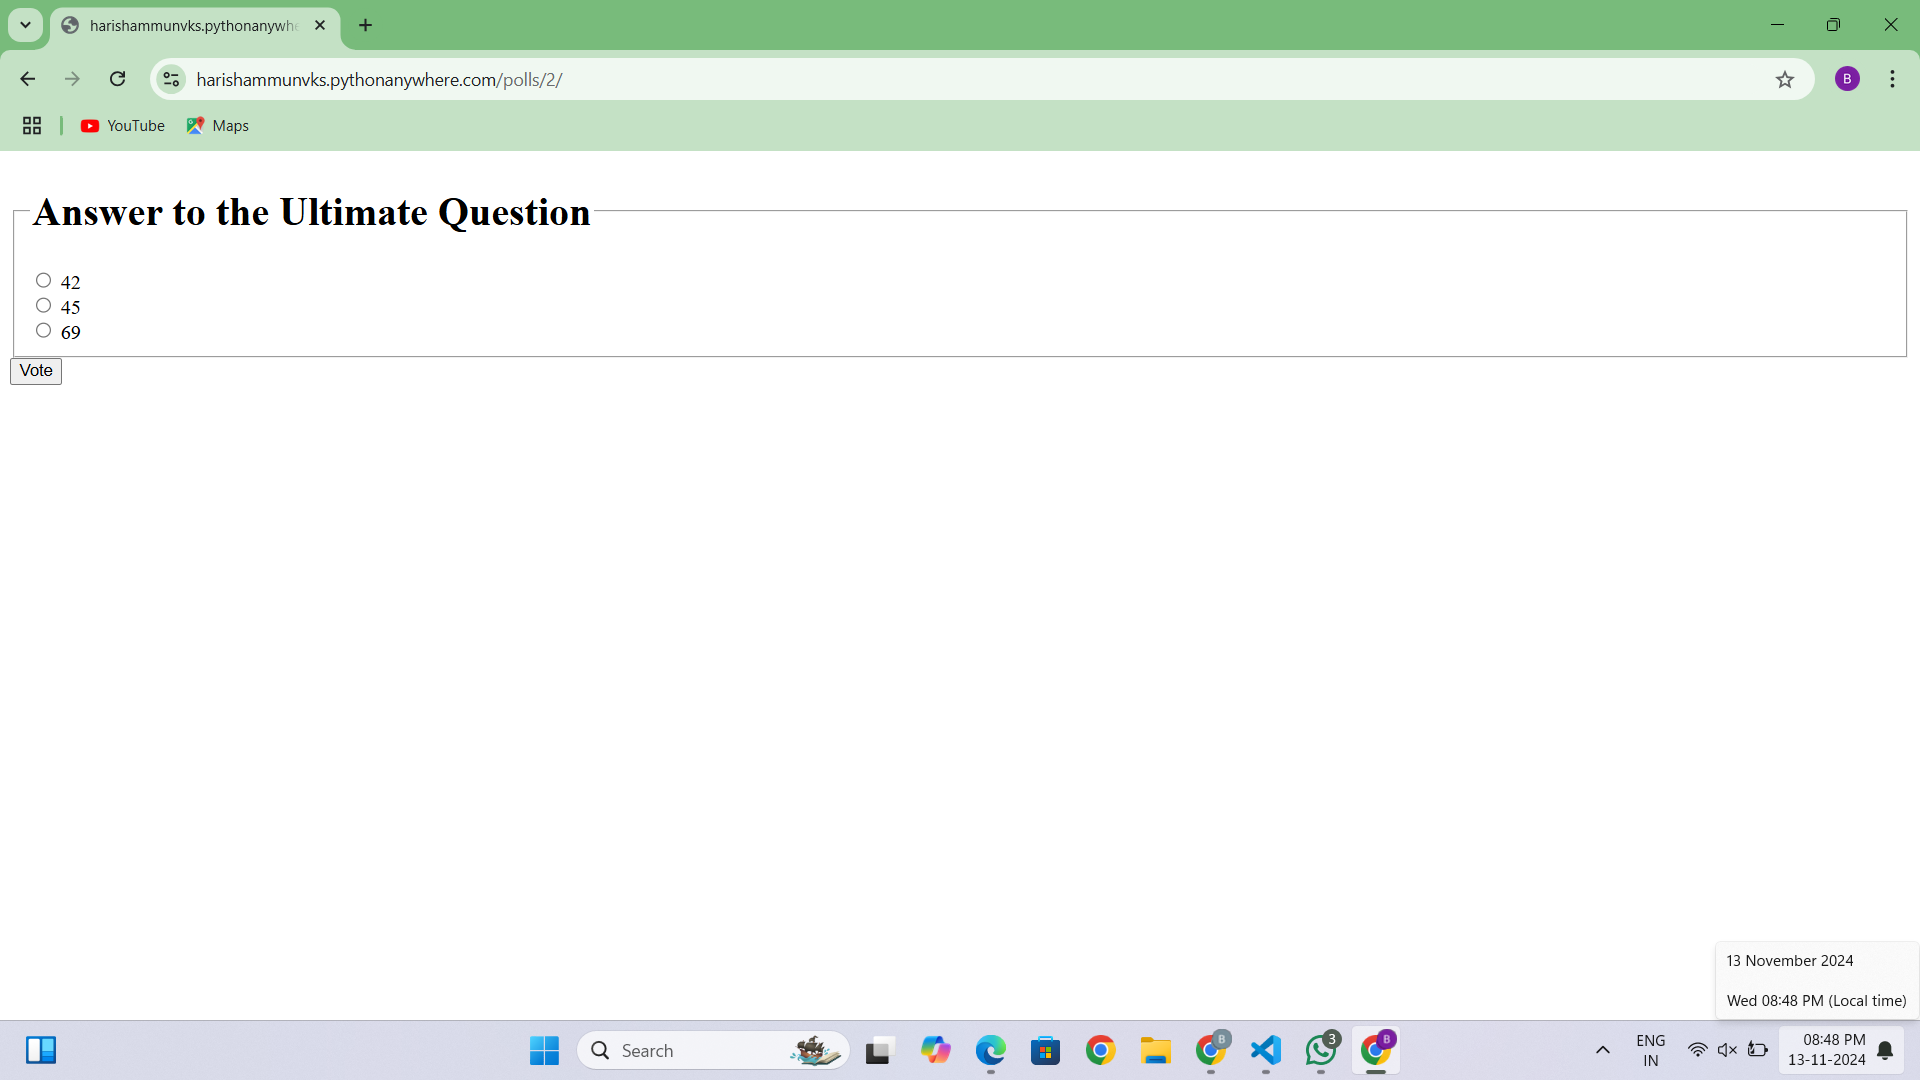 harishammunvks.pythonanywhe
harishammunvks.pythonanywhere.com/polls/2/
B
YouTube
Maps
Answer to the Ultimate Question
42
45
69
Vote
13 November 2024
Wed 08:48 PM (Local time)
Search
B
3
B
ENG
IN
08:48 PM
13-11-2024